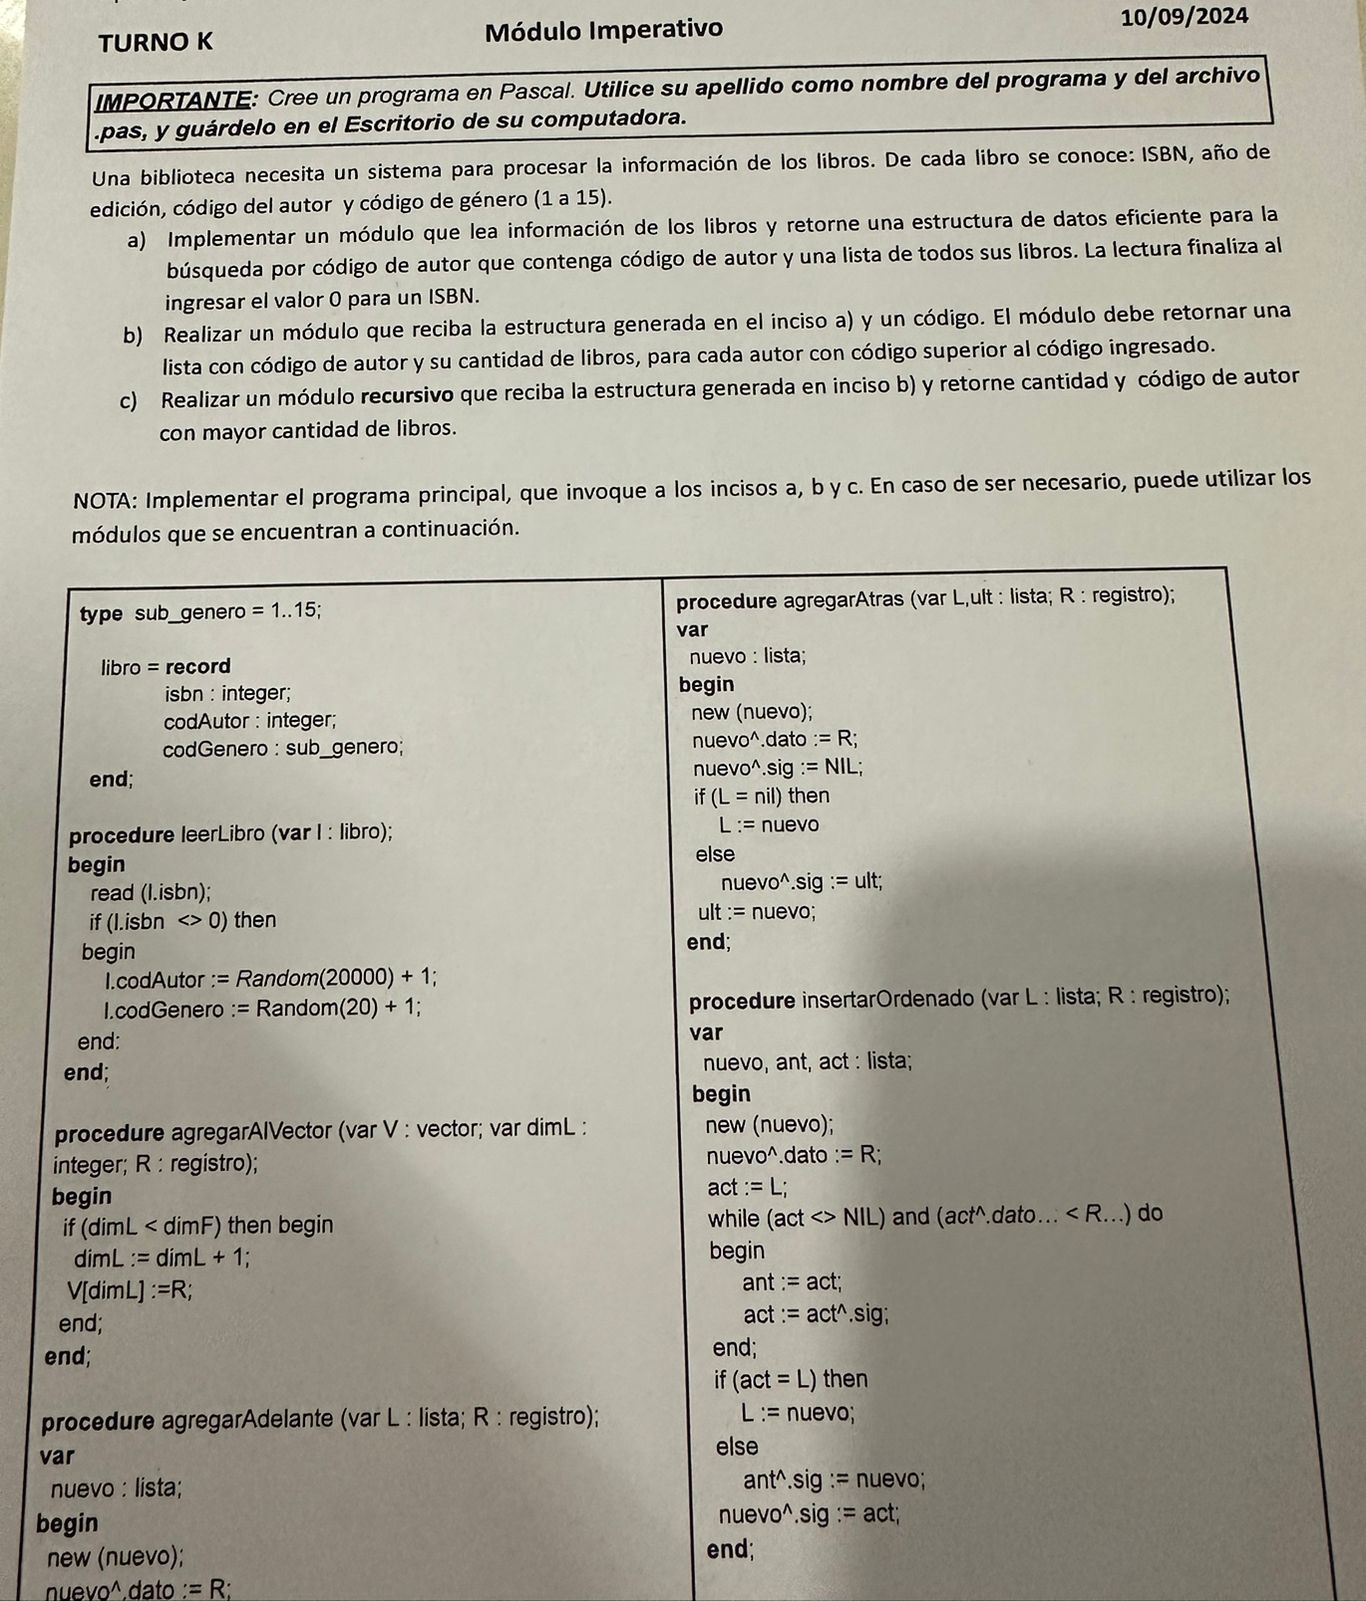 TURNO K
Módulo Imperativo
10/09/2024
IMPORTANTE: Cree un programa en Pascal. Utilice su apellido como nombre del programa y del archivo
.pas, y guárdelo en el Escritorio de su computadora.
Una biblioteca necesita un sistema para procesar la información de los libros. De cada libro se conoce: ISBN, año de
edición, código del autor y código de género (1 a 15).
a) Implementar un módulo que lea información de los libros y retorne una estructura de datos eficiente para la
búsqueda por código de autor que contenga código de autor y una lista de todos sus libros. La lectura finaliza al
ingresar el valor 0 para un ISBN.
b) Realizar un módulo que reciba la estructura generada en el inciso a) y un código. El módulo debe retornar una
lista con código de autor y su cantidad de libros, para cada autor con código superior al código ingresado.
c) Realizar un módulo recursivo que reciba la estructura generada en inciso b) y retorne cantidad y código de autor
con mayor cantidad de libros.
NOTA: Implementar el programa principal, que invoque a los incisos a, b y c. En caso de ser necesario, puede utilizar los
módulos que se encuentran a continuación.
type sub_genero = 1..15;
libro = record
isbn : integer;
codAutor : integer;
codGenero : sub_genero;
end;
procedure leerLibro (var l : libro);
begin
read (l.isbn);
if (l.isbn <> 0) then
begin
l.codAutor := Random(20000) + 1;
l.codGenero := Random(20) + 1;
end:
end;
procedure agregarAlVector (var V : vector; var dimL :
integer; R : registro);
begin
if (dimL < dimF) then begin
dimL := dimL + 1;
V[dimL] :=R;
end;
end;
procedure agregarAdelante (var L : lista; R : registro);
var
nuevo : lista;
begin
new (nuevo);
nuevo^.dato := R;
procedure agregarAtras (var L,ult : lista; R : registro);
var
nuevo : lista;
begin
new (nuevo);
nuevo^.dato := R;
nuevo^.sig := NIL;
if (L = nil) then
L := nuevo
else
nuevo^.sig := ult;
ult := nuevo;
end;
procedure insertarOrdenado (var L : lista; R : registro);
var
nuevo, ant, act : lista;
begin
new (nuevo);
nuevo^.dato := R;
act := L;
while (act <> NIL) and (act^.dato... < R...) do
begin
ant := act;
act := act^.sig;
end;
if (act = L) then
L := nuevo;
else
ant^.sig := nuevo;
nuevo^.sig := act;
end;